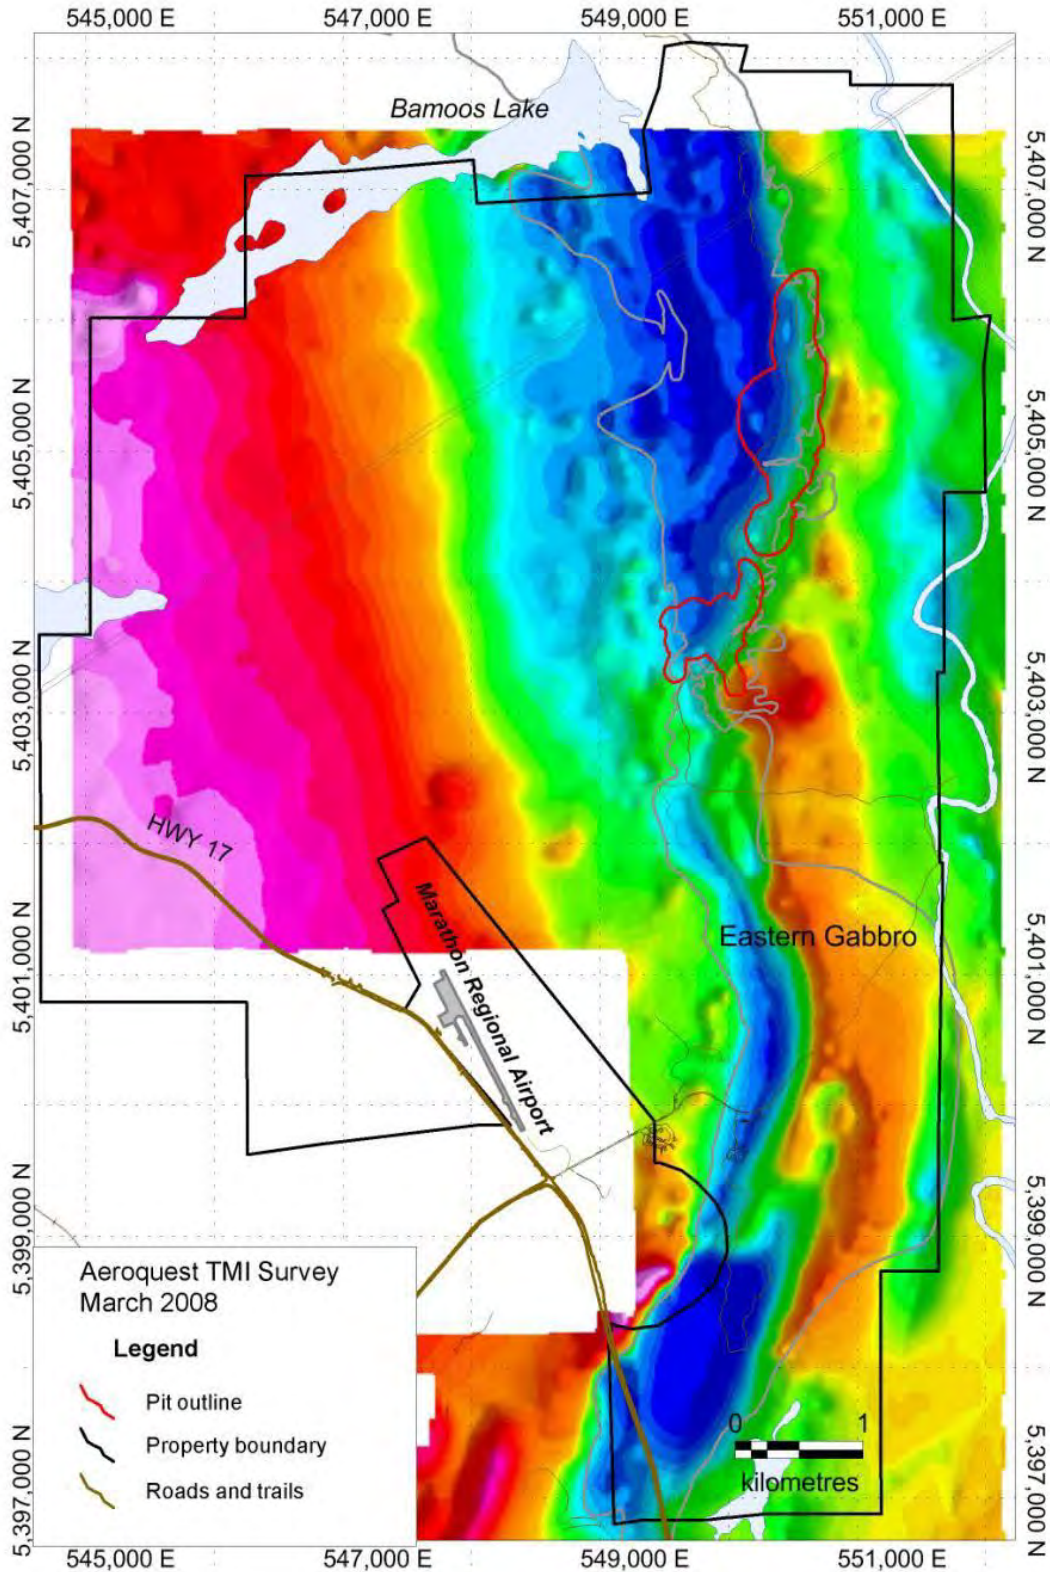 545,000 E 547,000 E 549,000 E 551,000 E
Bamoos Lake
5,407,000 N
5,407,000 N
5,405,000 N
5,405,000 N
5,403,000 N
5,403,000 N
HWY 17
Marathon Regional Airport
Eastern Gabbro
5,401,000 N
5,401,000 N
5,399,000 N
5,399,000 N
Aeroquest TMI Survey
March 2008
Legend
Pit outline
Property boundary
Roads and trails
0 1
kilometres
5,397,000 N
5,397,000 N
545,000 E 547,000 E 549,000 E 551,000 E